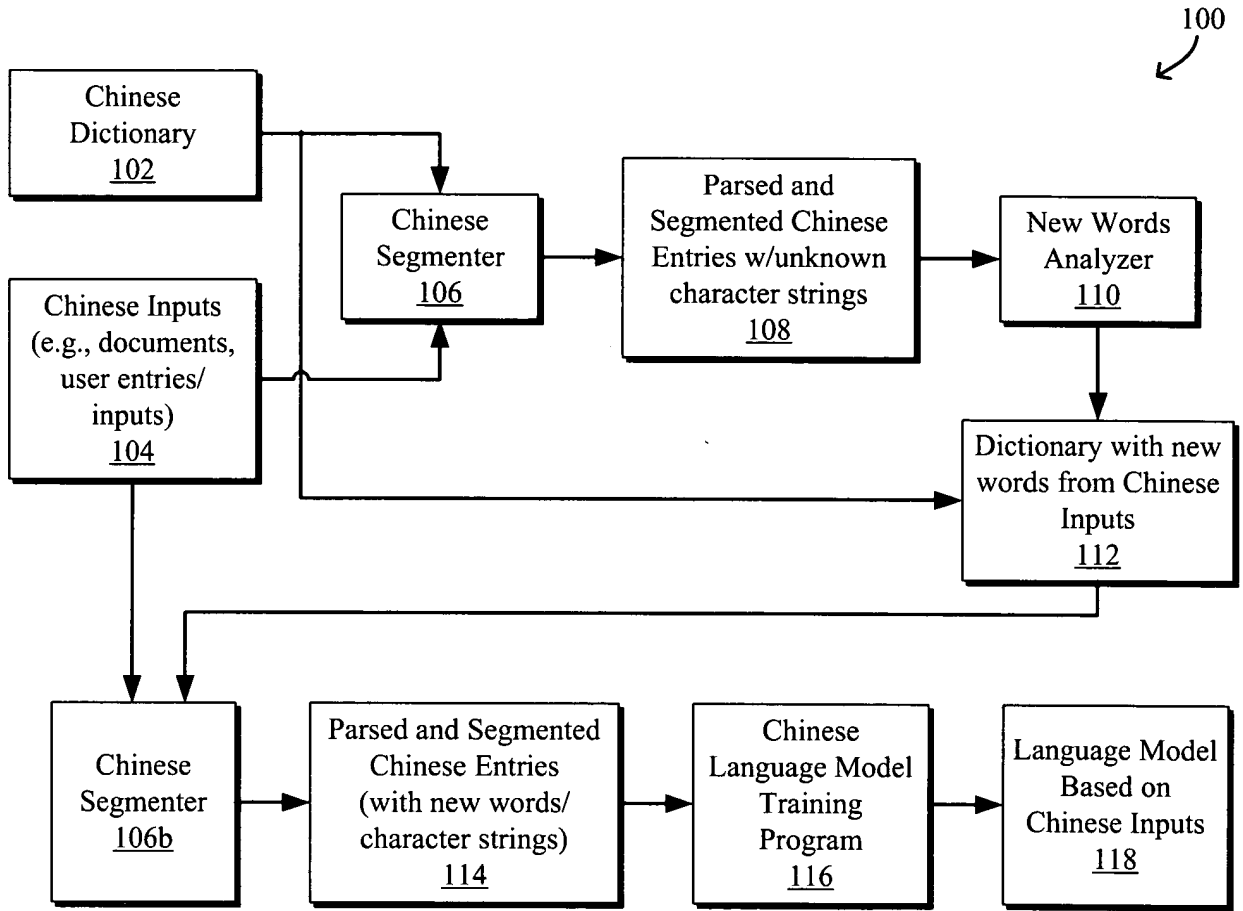 100
Chinese
Dictionary
102
Chinese Inputs
(e.g., documents,
user entries/
inputs)
104
Chinese
Segmenter
106
Parsed and
Segmented Chinese
Entries w/unknown
character strings
108
New Words
Analyzer
110
Dictionary with new
words from Chinese
Inputs
112
Chinese
Segmenter
106b
Parsed and Segmented
Chinese Entries
(with new words/
character strings)
114
Chinese
Language Model
Training
Program
116
Language Model
Based on
Chinese Inputs
118